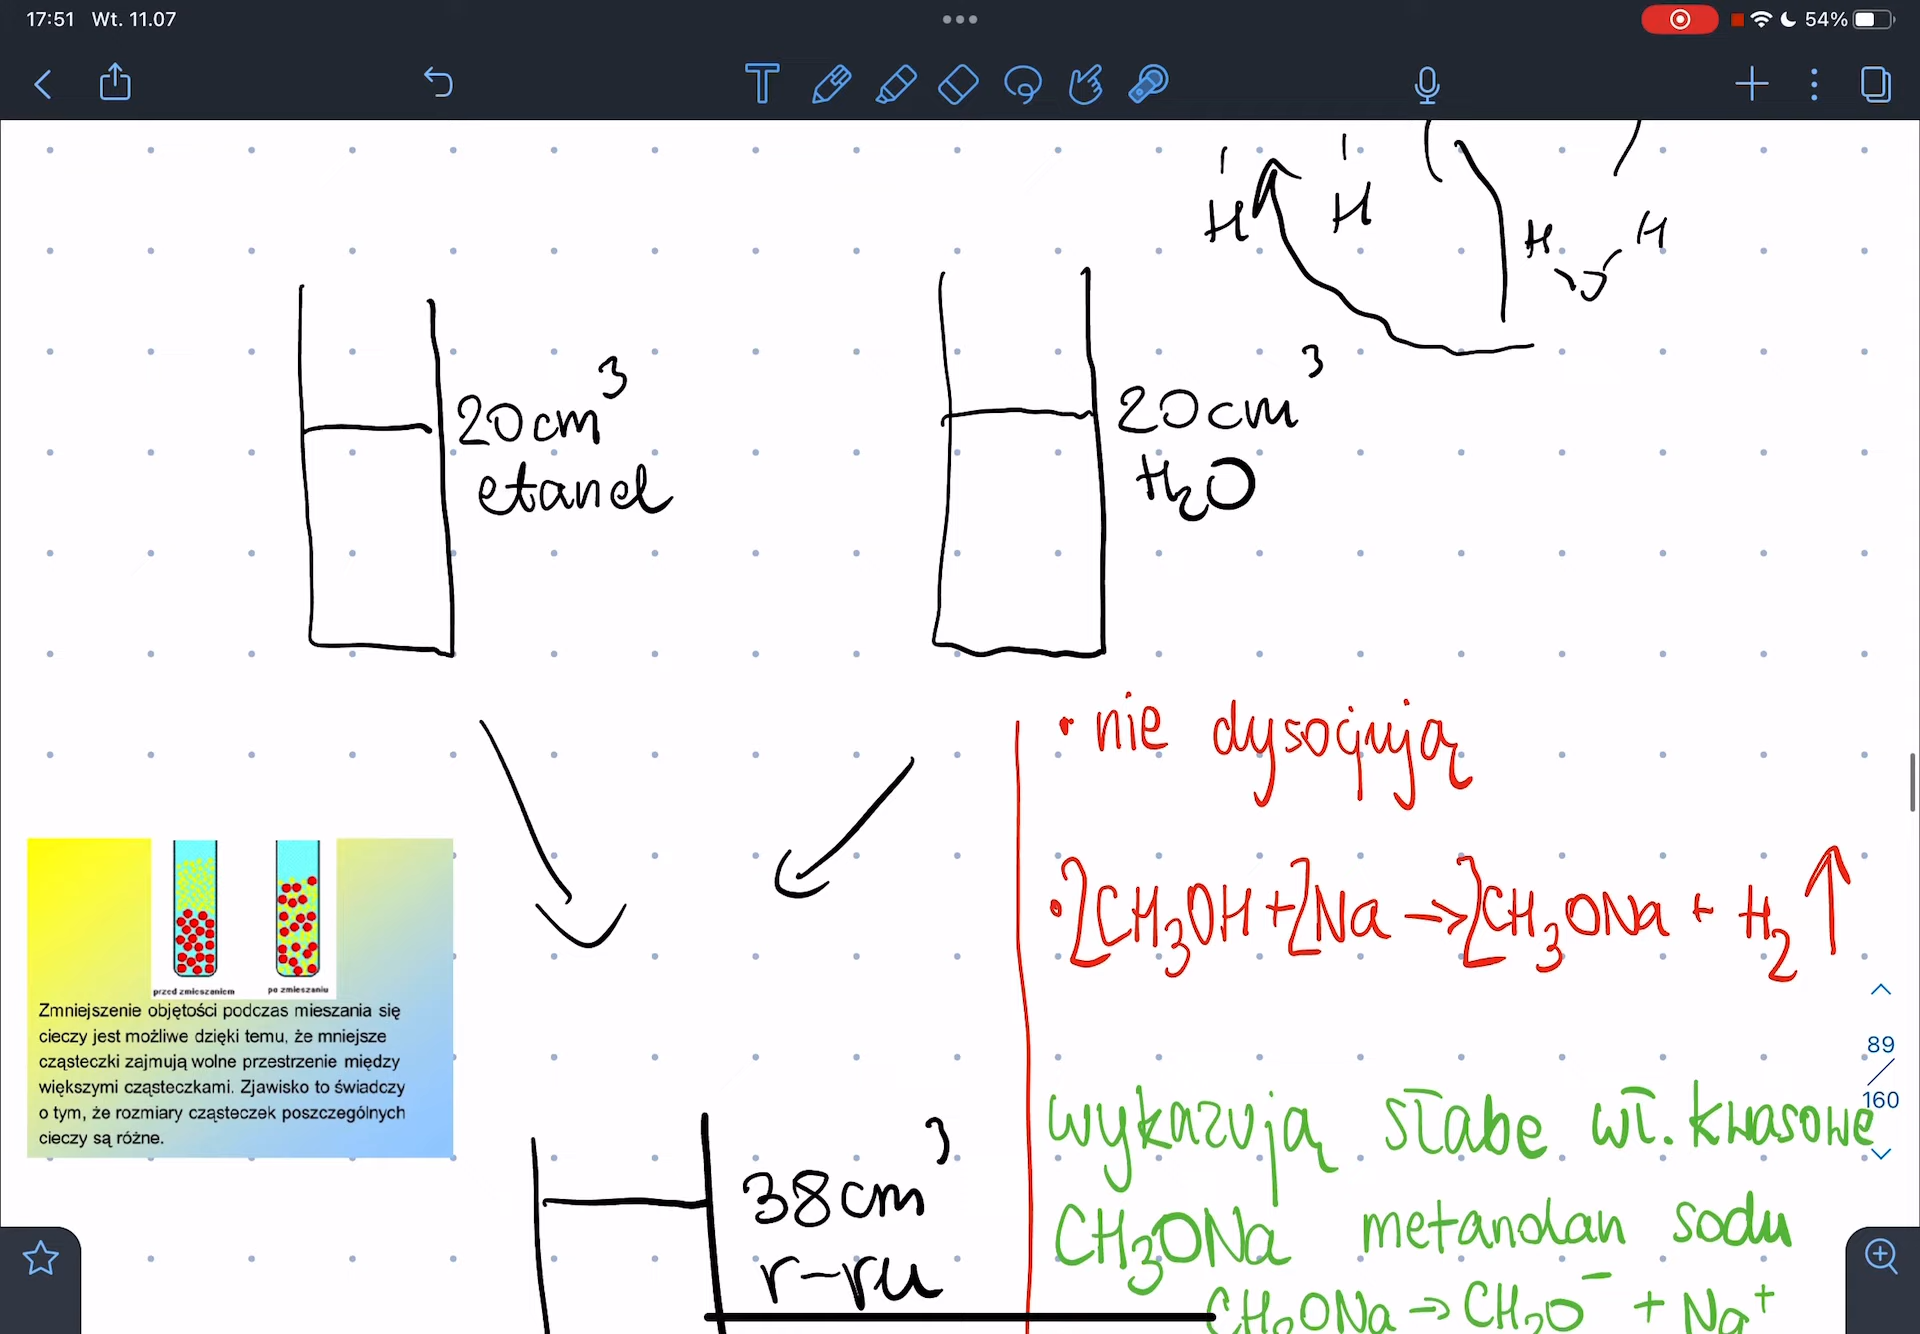 17:51 Wt. 11.07
54%
H H
H H
20cm³
etanol
20cm³
H₂O
• nie dysocjują
• 2CH₃OH + 2Na → 2CH₃ONa + H₂ ↑
przed zmieszaniem
po zmieszaniu
Zmniejszenie objętości podczas mieszania się
cieczy jest możliwe dzięki temu, że mniejsze
cząsteczki zajmują wolne przestrzenie między
większymi cząsteczkami. Zjawisko to świadczy
o tym, że rozmiary cząsteczek poszczególnych
cieczy są różne.
89
160
wykazują słabe wł. kwasowe
38cm³
r-ru
CH₃ONa metanolan sodu
CH₃ONa → CH₃O⁻ + Na⁺